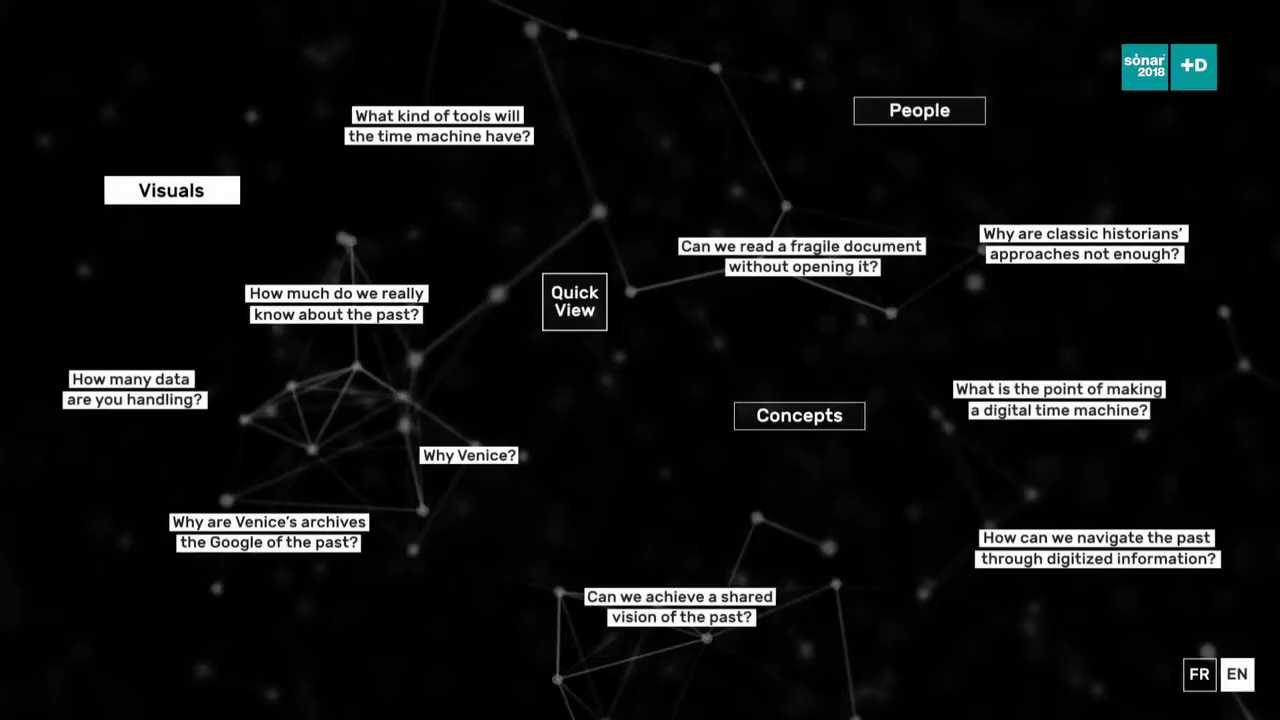 sónar
2018
+D
People
What kind of tools will
the time machine have?
Visuals
Can we read a fragile document
without opening it?
Why are classic historians’
approaches not enough?
How much do we really
know about the past?
Quick
View
How many data
are you handling?
What is the point of making
a digital time machine?
Concepts
Why Venice?
Why are Venice’s archives
the Google of the past?
How can we navigate the past
through digitized information?
Can we achieve a shared
vision of the past?
FR
EN